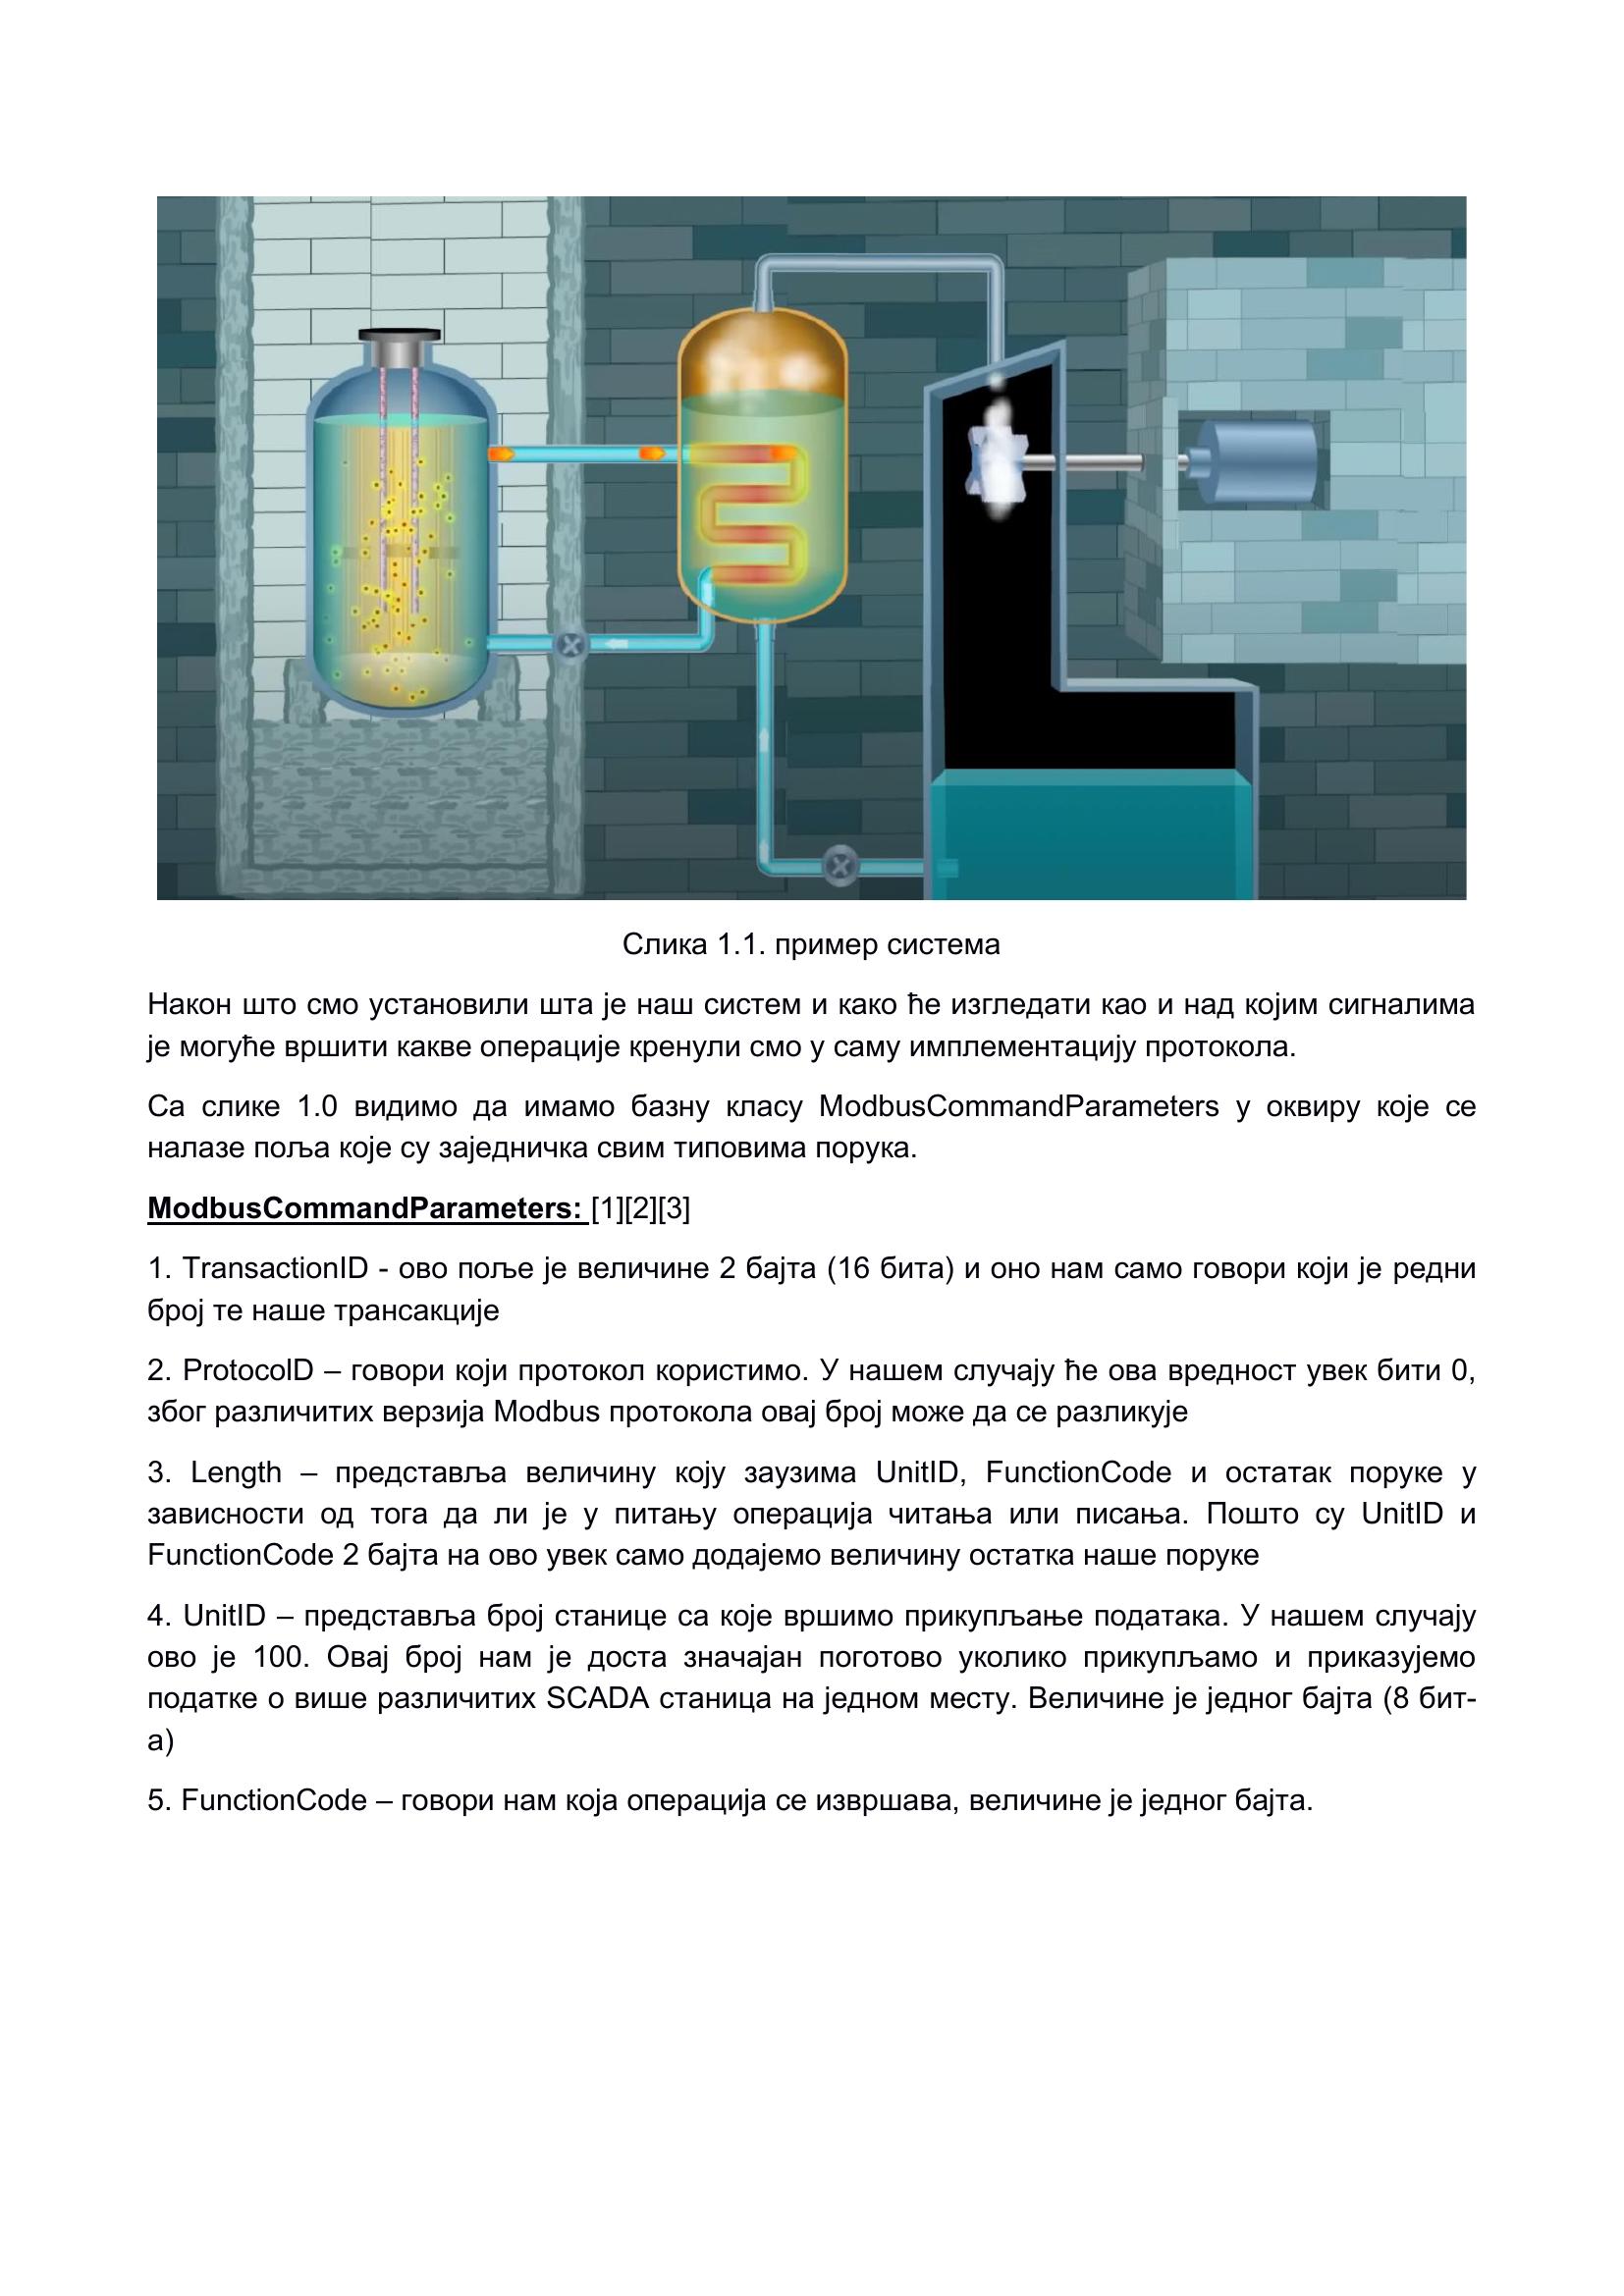 Слика 1.1. пример система
Након што смо установили шта је наш систем и како ће изгледати као и над којим сигналима
је могуће вршити какве операције кренули смо у саму имплементацију протокола.
Са слике 1.0 видимо да имамо базну класу ModbusCommandParameters у оквиру које се
налазе поља које су заједничка свим типовима порука.
ModbusCommandParameters: [1][2][3]
1. TransactionID - ово поље је величине 2 бајта (16 бита) и оно нам само говори који је редни
број те наше трансакције
2. ProtocolD – говори који протокол користимо. У нашем случају ће ова вредност увек бити 0,
због различитих верзија Modbus протокола овај број може да се разликује
3. Length – представља величину коју заузима UnitID, FunctionCode и остатак поруке у
зависности од тога да ли је у питању операција читања или писања. Пошто су UnitID и
FunctionCode 2 бајта на ово увек само додајемо величину остатка наше поруке
4. UnitID – представља број станице са које вршимо прикупљање података. У нашем случају
ово је 100. Овај број нам је доста значајан поготово уколико прикупљамо и приказујемо
податке о више различитих SCADA станица на једном месту. Величине је једног бајта (8 бит-
а)
5. FunctionCode – говори нам која операција се извршава, величине је једног бајта.